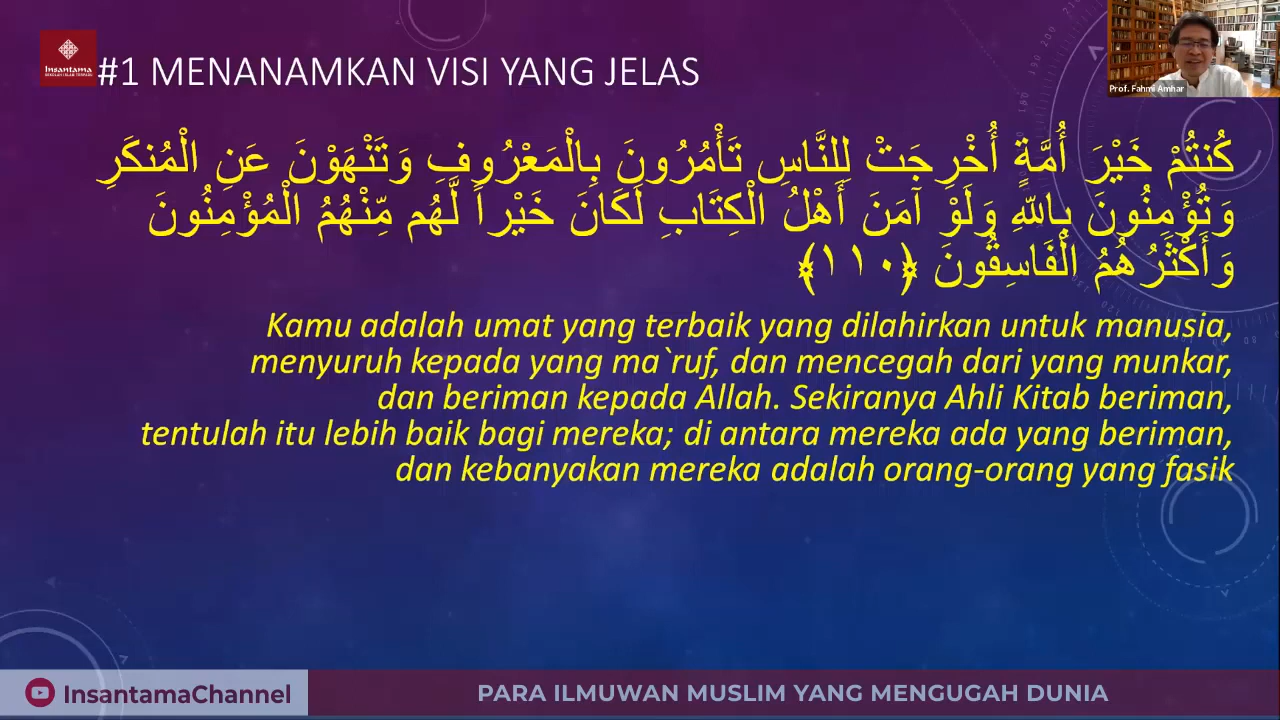 Insantama
SEKOLAH ISLAM TERPADU
#1 MENANAMKAN VISI YANG JELAS
Prof. Fahmi Amhar
كُنتُمْ خَيْرَ أُمَّةٍ أُخْرِجَتْ لِلنَّاسِ تَأْمُرُونَ بِالْمَعْرُوفِ وَتَنْهَوْنَ عَنِ الْمُنكَرِ
وَتُؤْمِنُونَ بِاللّهِ وَلَوْ آمَنَ أَهْلُ الْكِتَابِ لَكَانَ خَيْراً لَّهُم مِّنْهُمُ الْمُؤْمِنُونَ
وَأَكْثَرُهُمُ الْفَاسِقُونَ ﴿١١٠﴾
Kamu adalah umat yang terbaik yang dilahirkan untuk manusia,
menyuruh kepada yang ma`ruf, dan mencegah dari yang munkar,
dan beriman kepada Allah. Sekiranya Ahli Kitab beriman,
tentulah itu lebih baik bagi mereka; di antara mereka ada yang beriman,
dan kebanyakan mereka adalah orang-orang yang fasik
InsantamaChannel
PARA ILMUWAN MUSLIM YANG MENGUGAH DUNIA